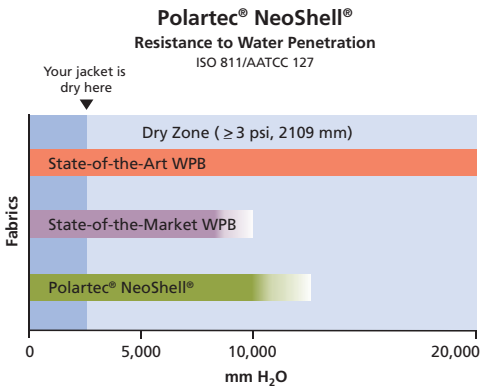 Polartec® NeoShell®
Resistance to Water Penetration
ISO 811/AATCC 127
Your jacket is
dry here
Dry Zone ( ≥3 psi, 2109 mm)
State-of-the-Art WPB
State-of-the-Market WPB
Polartec® NeoShell®
Fabrics
0 5,000 10,000 20,000
mm H₂O